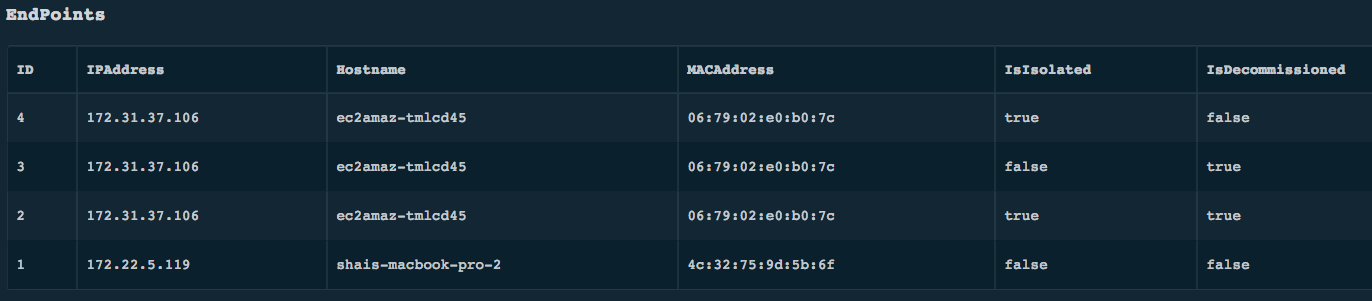 EndPoints
ID IPAddress Hostname MACAddress IsIsolated IsDecommissioned
4 172.31.37.106 ec2amaz-tmlcd45 06:79:02:e0:b0:7c true false
3 172.31.37.106 ec2amaz-tmlcd45 06:79:02:e0:b0:7c false true
2 172.31.37.106 ec2amaz-tmlcd45 06:79:02:e0:b0:7c true true
1 172.22.5.119 shais-macbook-pro-2 4c:32:75:9d:5b:6f false false